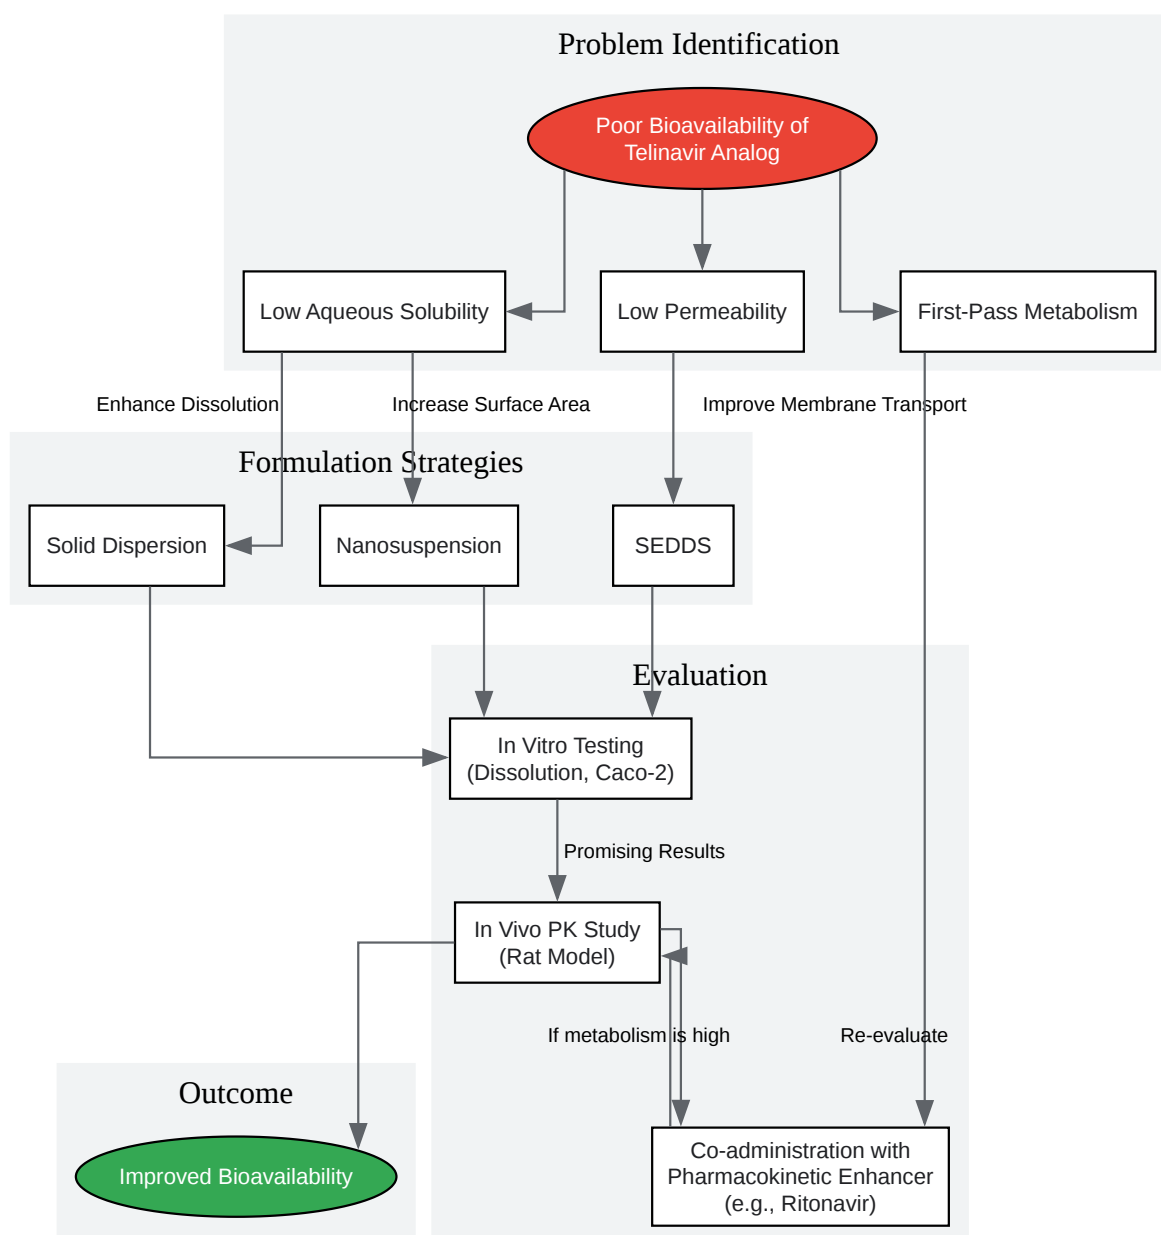 Problem Identification
Poor Bioavailability of
Telinavir Analog
Low Aqueous Solubility
Low Permeability
First-Pass Metabolism
Enhance Dissolution
Increase Surface Area
Improve Membrane Transport
Formulation Strategies
Solid Dispersion
Nanosuspension
SEDDS
Evaluation
In Vitro Testing
(Dissolution, Caco-2)
Promising Results
In Vivo PK Study
(Rat Model)
If metabolism is high
Re-evaluate
Outcome
Improved Bioavailability
Co-administration with
Pharmacokinetic Enhancer
(e.g., Ritonavir)